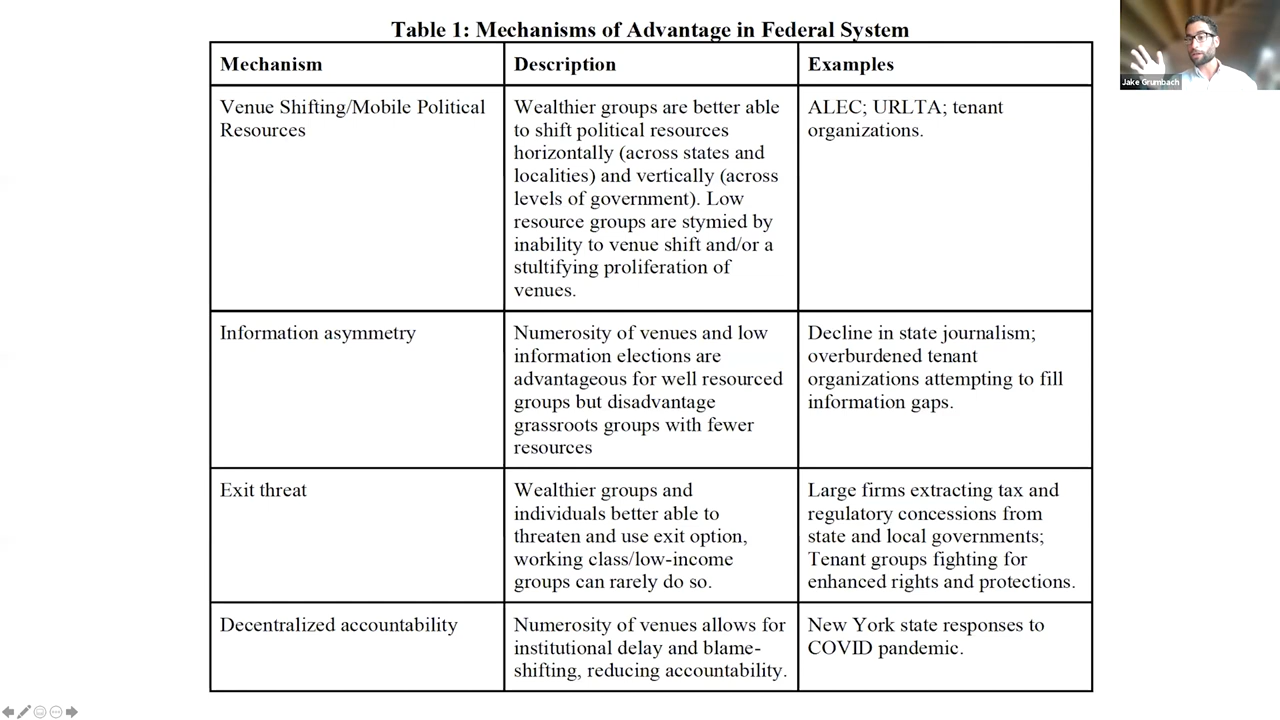 Table 1: Mechanisms of Advantage in Federal System
Mechanism
Description
Examples
Venue Shifting/Mobile Political
Resources
Wealthier groups are better able
to shift political resources
horizontally (across states and
localities) and vertically (across
levels of government). Low
resource groups are stymied by
inability to venue shift and/or a
stultifying proliferation of
venues.
ALEC; URLTA; tenant
organizations.
Information asymmetry
Numerosity of venues and low
information elections are
advantageous for well resourced
groups but disadvantage
grassroots groups with fewer
resources
Decline in state journalism;
overburdened tenant
organizations attempting to fill
information gaps.
Exit threat
Wealthier groups and
individuals better able to
threaten and use exit option,
working class/low-income
groups can rarely do so.
Large firms extracting tax and
regulatory concessions from
state and local governments;
Tenant groups fighting for
enhanced rights and protections.
Decentralized accountability
Numerosity of venues allows for
institutional delay and blame-
shifting, reducing accountability.
New York state responses to
COVID pandemic.
Jake Grumbach